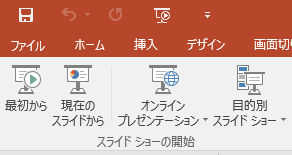 ファイル ホーム 挿入 デザイン 画面切り
最初から 現在の オンライン 目的別
スライドから プレゼンテーション スライド ショー
スライド ショーの開始